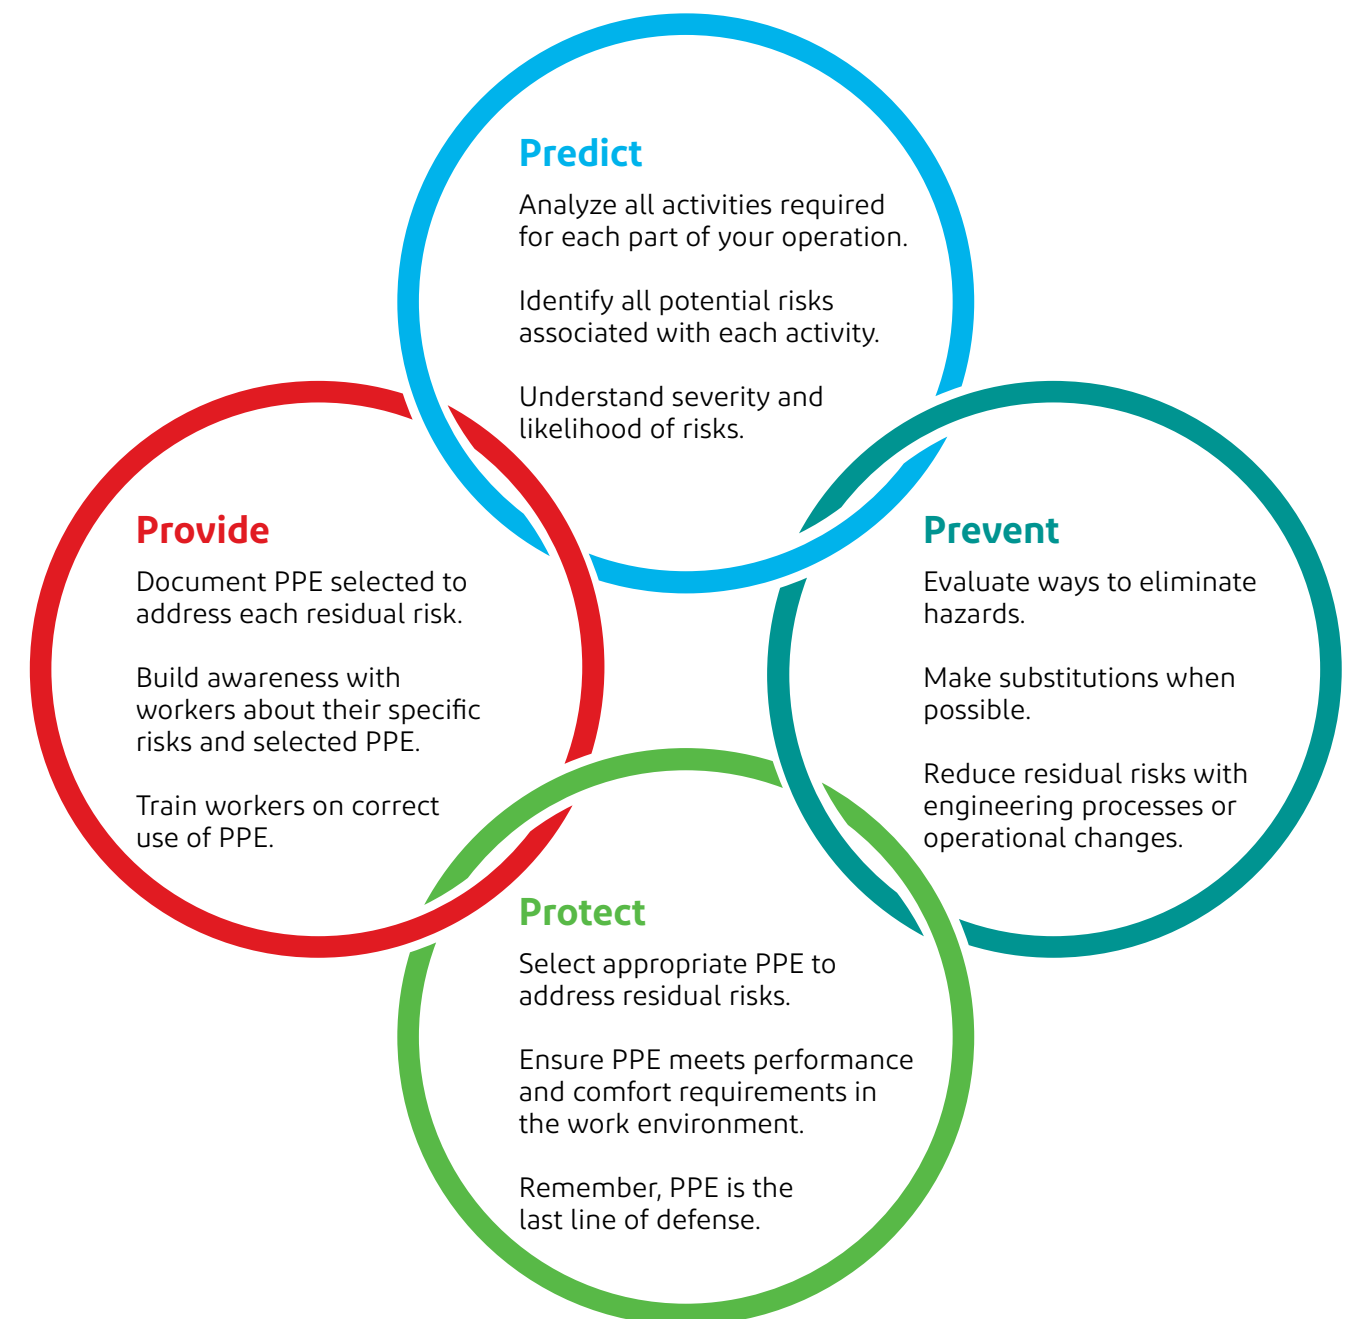 Predict
Analyze all activities required
for each part of your operation.
Identify all potential risks
associated with each activity.
Understand severity and
likelihood of risks.
Provide
Document PPE selected to
address each residual risk.
Build awareness with
workers about their specific
risks and selected PPE.
Train workers on correct
use of PPE.
Prevent
Evaluate ways to eliminate
hazards.
Make substitutions when
possible.
Reduce residual risks with
engineering processes or
operational changes.
Protect
Select appropriate PPE to
address residual risks.
Ensure PPE meets performance
and comfort requirements in
the work environment.
Remember, PPE is the
last line of defense.